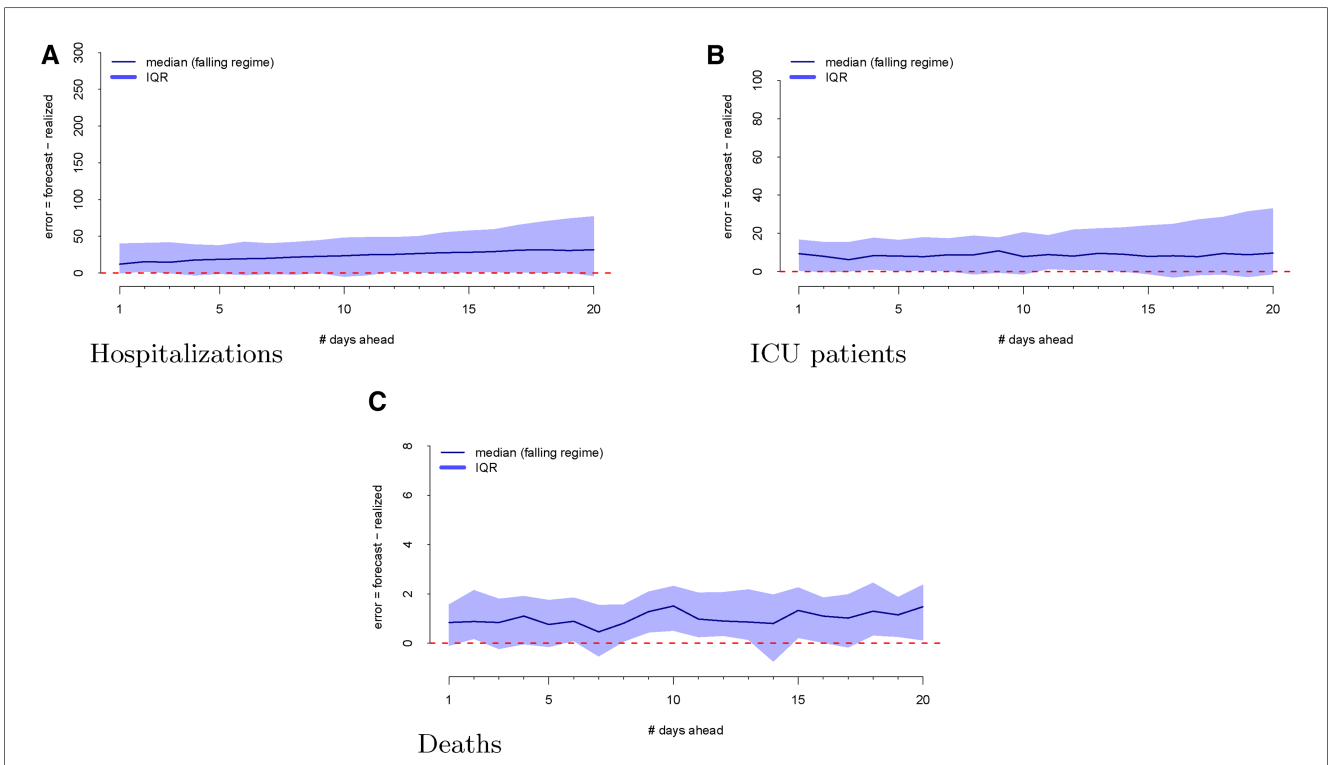 A
median (falling regime)
IQR
300
250
200
150
100
50
0
error = forecast − realized
1 5 10 15 20
# days ahead
Hospitalizations
B
median (falling regime)
IQR
100
80
60
40
20
0
error = forecast − realized
1 5 10 15 20
# days ahead
ICU patients
C
median (falling regime)
IQR
8
6
4
2
0
error = forecast − realized
1 5 10 15 20
# days ahead
Deaths